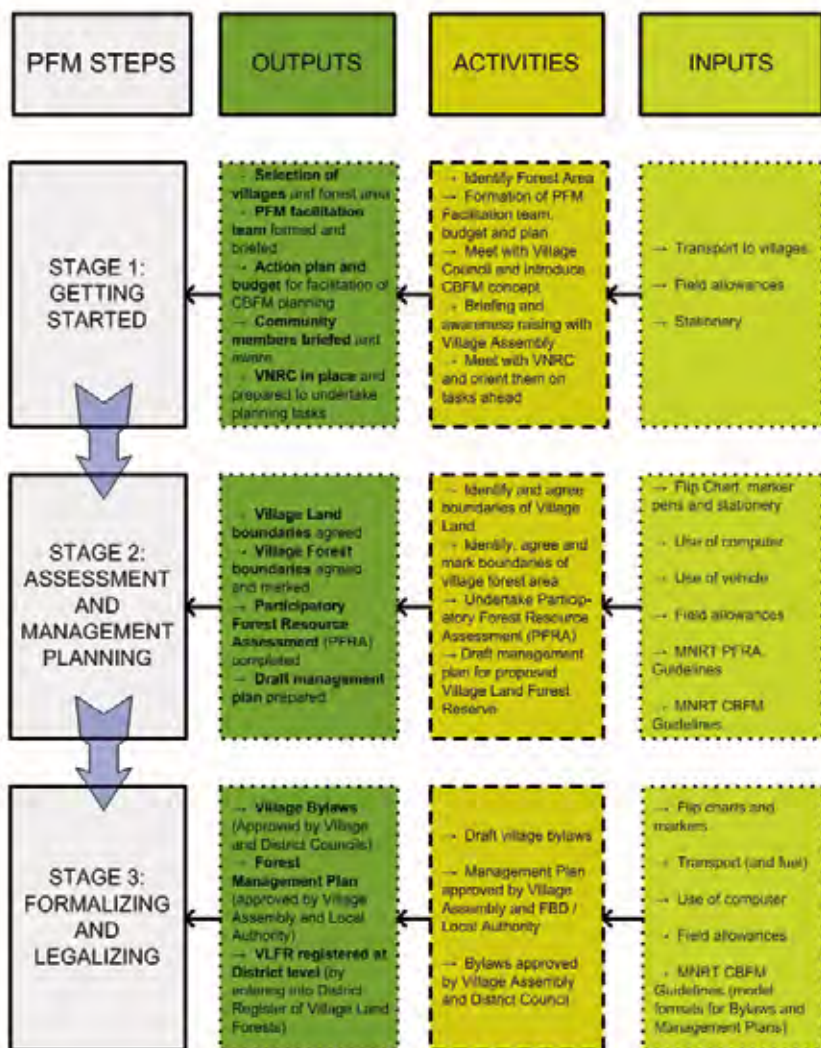 PFM STEPS
OUTPUTS
ACTIVITIES
INPUTS
STAGE 1:
GETTING
STARTED
→ Selection of
villages and forest area
→ PFM facilitation
team formed and
briefed
→ Action plan and
budget for facilitation of
CBFM planning
→ Community
members briefed and
aware
→ VNRC in place and
prepared to undertake
planning tasks
→ Identify Forest Area
→ Formation of PFM
Facilitation team,
budget and plan
→ Meet with Village
Council and introduce
CBFM concept
→ Briefing and
awareness raising with
Village Assembly
→ Meet with VNRC
and orient them on
tasks ahead
→ Transport to villages
→ Field allowances
→ Stationery
STAGE 2:
ASSESSMENT
AND
MANAGEMENT
PLANNING
→ Village Land
boundaries agreed
→ Village Forest
boundaries agreed
and marked
→ Participatory
Forest Resource
Assessment (PFRA)
completed
→ Draft management
plan prepared
→ Identify and agree
boundaries of Village
Land
→ Identify, agree and
mark boundaries of
village forest area
→ Undertake Particip-
atory Forest Resource
Assessment (PFRA)
→ Draft management
plan for proposed
Village Land Forest
Reserve
→ Flip Chart, marker
pens and stationery
→ Use of computer
→ Use of vehicle
→ Field allowances
→ MNRT PFRA
Guidelines
→ MNRT CBFM
Guidelines
STAGE 3:
FORMALIZING
AND
LEGALIZING
→ Village Bylaws
(Approved by Village
and District Councils)
→ Forest
Management Plan
(approved by Village
Assembly and Local
Authority)
→ VLFR registered at
District level (by
entering into District
Register of Village Land
Forests)
→ Draft village bylaws
→ Management Plan
approved by Village
Assembly and FBD /
Local Authority
→ Bylaws approved
by Village Assembly
and District Council
→ Flip charts and
markers
→ Transport (and fuel)
→ Use of computer
→ Field allowances
→ MNRT CBFM
Guidelines (model
formats for Bylaws and
Management Plans)